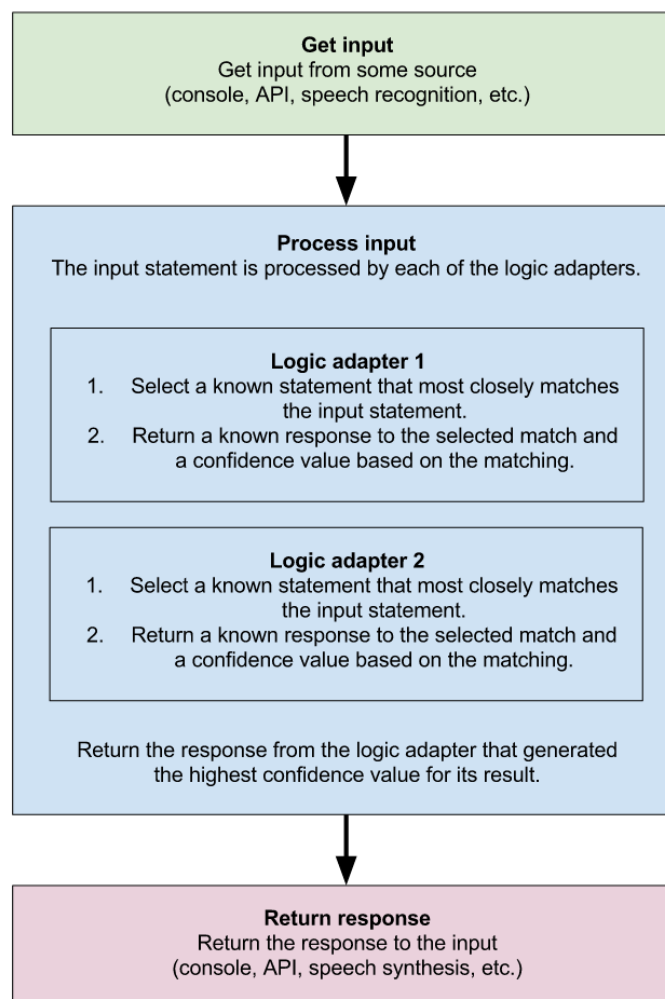 Get input
Get input from some source
(console, API, speech recognition, etc.)
Process input
The input statement is processed by each of the logic adapters.
Logic adapter 1
1. Select a known statement that most closely matches
the input statement.
2. Return a known response to the selected match and
a confidence value based on the matching.
Logic adapter 2
1. Select a known statement that most closely matches
the input statement.
2. Return a known response to the selected match and
a confidence value based on the matching.
Return the response from the logic adapter that generated
the highest confidence value for its result.
Return response
Return the response to the input
(console, API, speech synthesis, etc.)